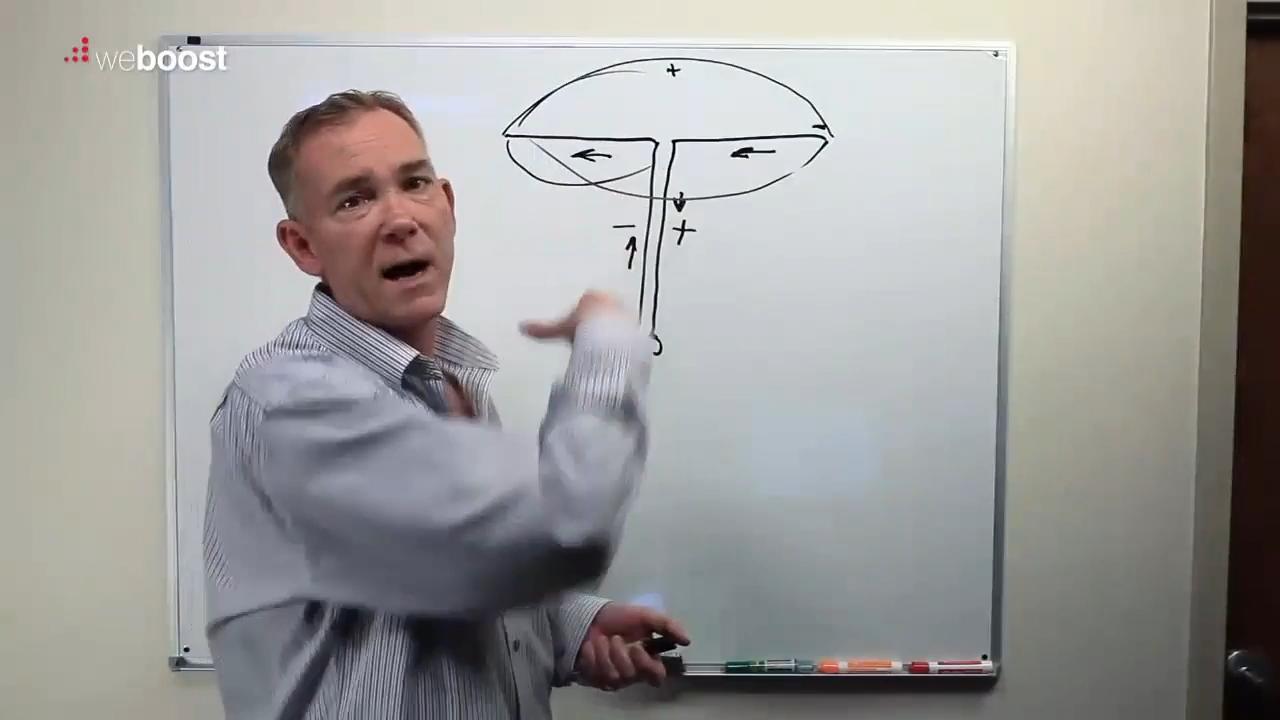 weboost
+
-
- +